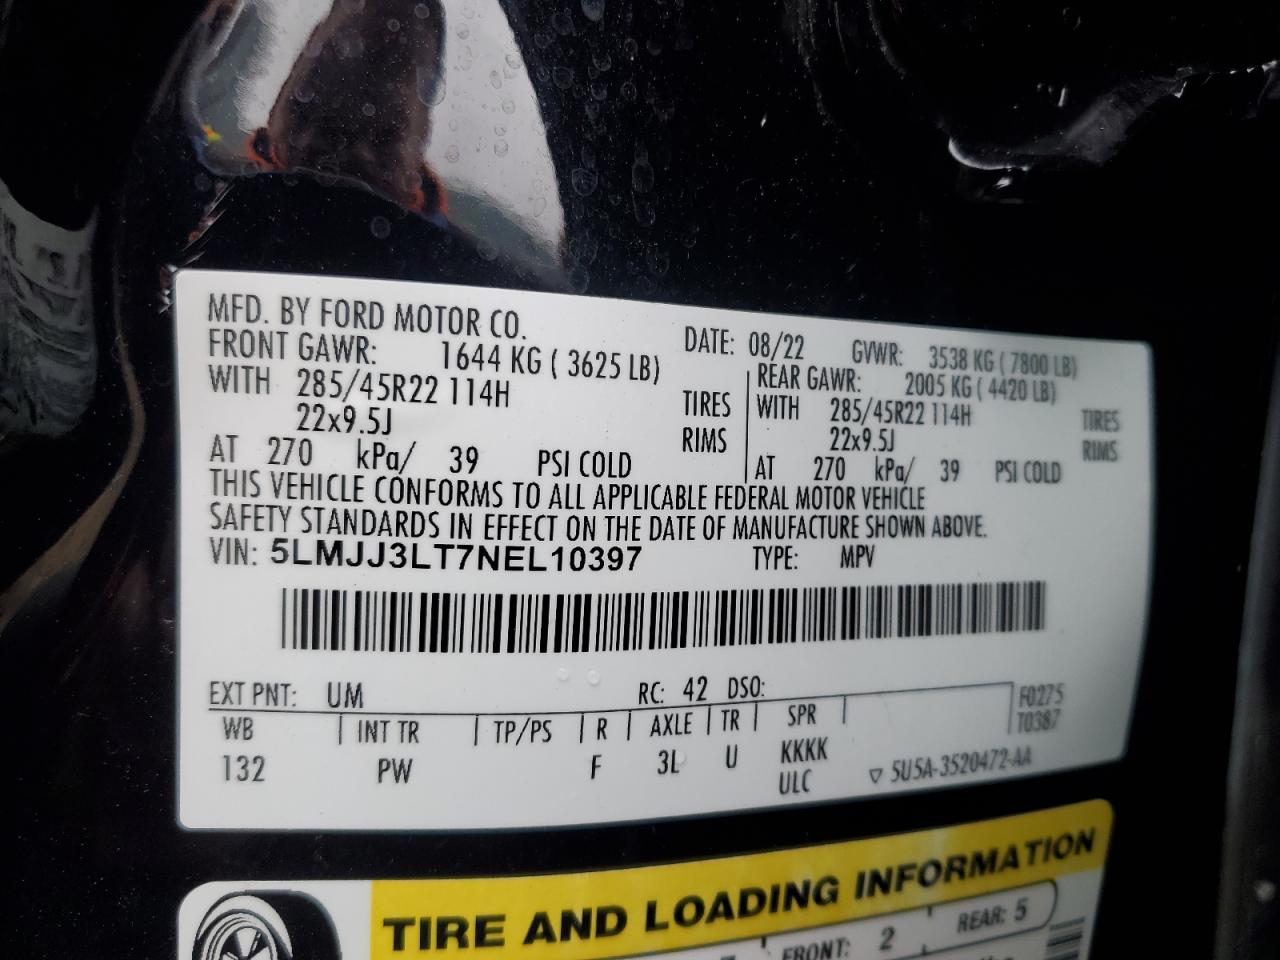 MFD. BY FORD MOTOR CO. DATE: 08/22 GVWR: 3538 KG ( 7800 LB)
FRONT GAWR: 1644 KG ( 3625 LB) REAR GAWR: 2005 KG ( 4420 LB)
WITH 285/45R22 114H TIRES WITH 285/45R22 114H TIRES
22x9.5J RIMS 22x9.5J RIMS
AT 270 kPa/ 39 PSI COLD AT 270 kPa/ 39 PSI COLD
THIS VEHICLE CONFORMS TO ALL APPLICABLE FEDERAL MOTOR VEHICLE
SAFETY STANDARDS IN EFFECT ON THE DATE OF MANUFACTURE SHOWN ABOVE.
VIN: 5LMJJ3LT7NEL10397 TYPE: MPV
EXT PNT: UM RC: 42 DSO: F0275
WB INT TR TP/PS R AXLE TR SPR T0387
132 PW F 3L U KKKK
ULC ▽ 5U5A-3520472-AA
TIRE AND LOADING INFORMATION
FRONT: 2 REAR: 5